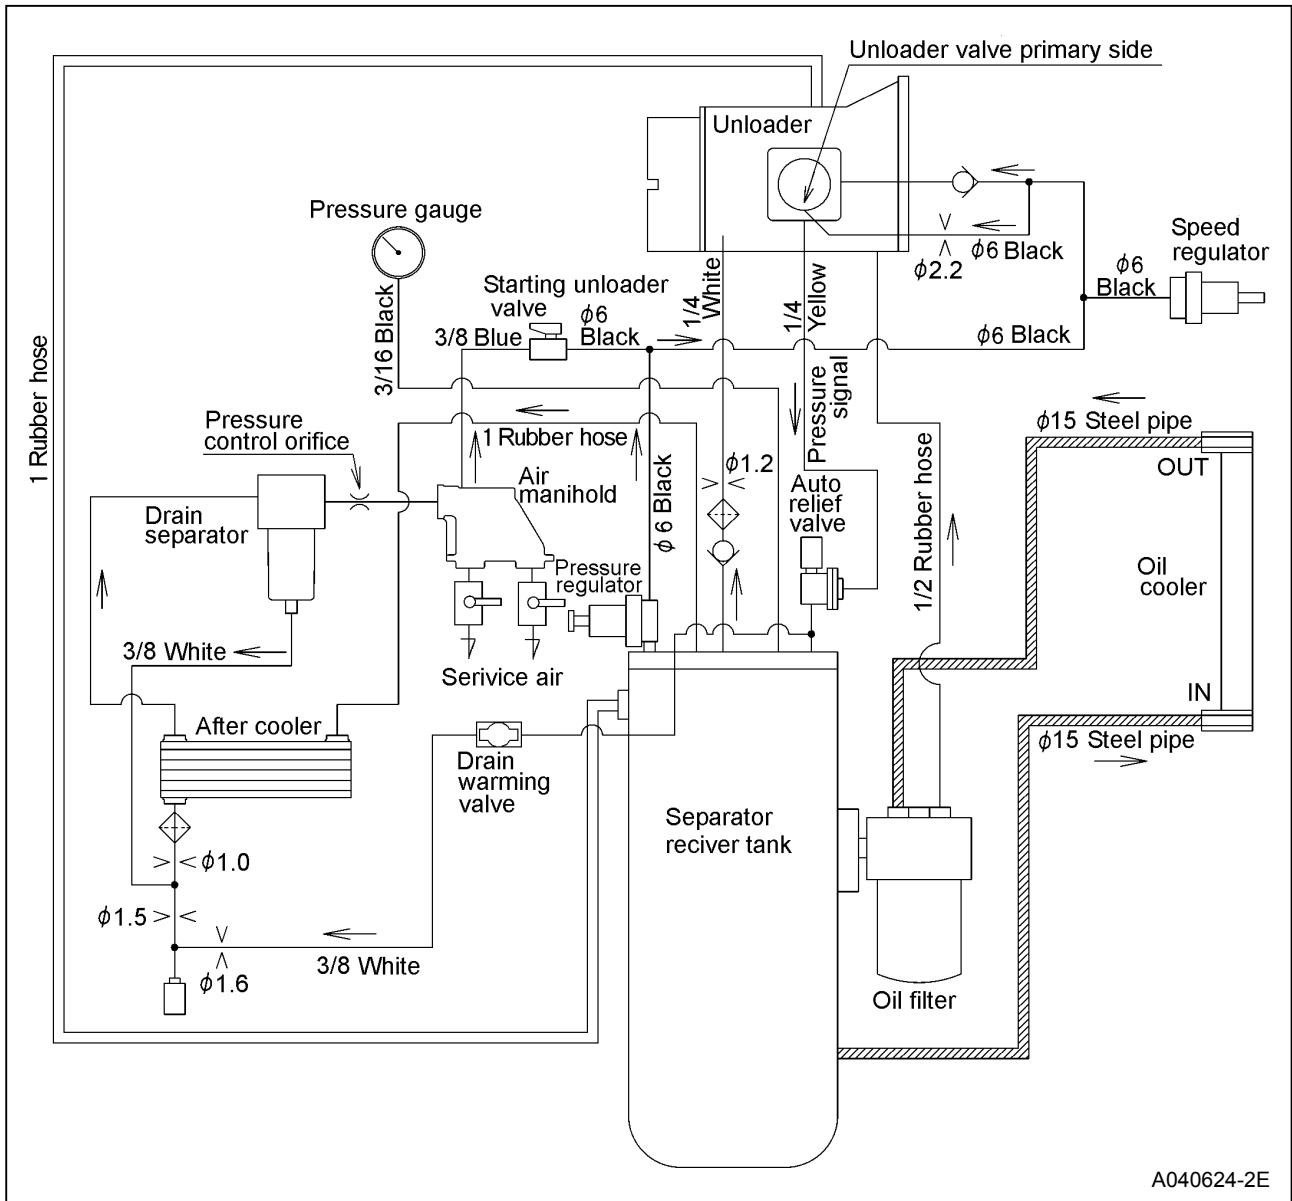 Unloader valve primary side
Unloader
Pressure gauge
Speed
regulator
ϕ6
Black
ϕ2.2
ϕ6 Black
Starting unloader
valve
ϕ6
Black
3/8 Blue
1/4
White
1/4
Yellow
ϕ6 Black
3/16 Black
1 Rubber hose
Pressure
control orifice
1 Rubber hose
Pressure
signal
ϕ15 Steel pipe
OUT
Air
manihold
ϕ1.2
Auto
relief
valve
Drain
separator
ϕ 6 Black
1/2 Rubber hose
Pressure
regulator
Oil
cooler
3/8 White
Serivice air
IN
After cooler
ϕ15 Steel pipe
Drain
warming
valve
Separator
reciver tank
ϕ1.0
ϕ1.5
3/8 White
ϕ1.6
Oil filter
A040624-2E